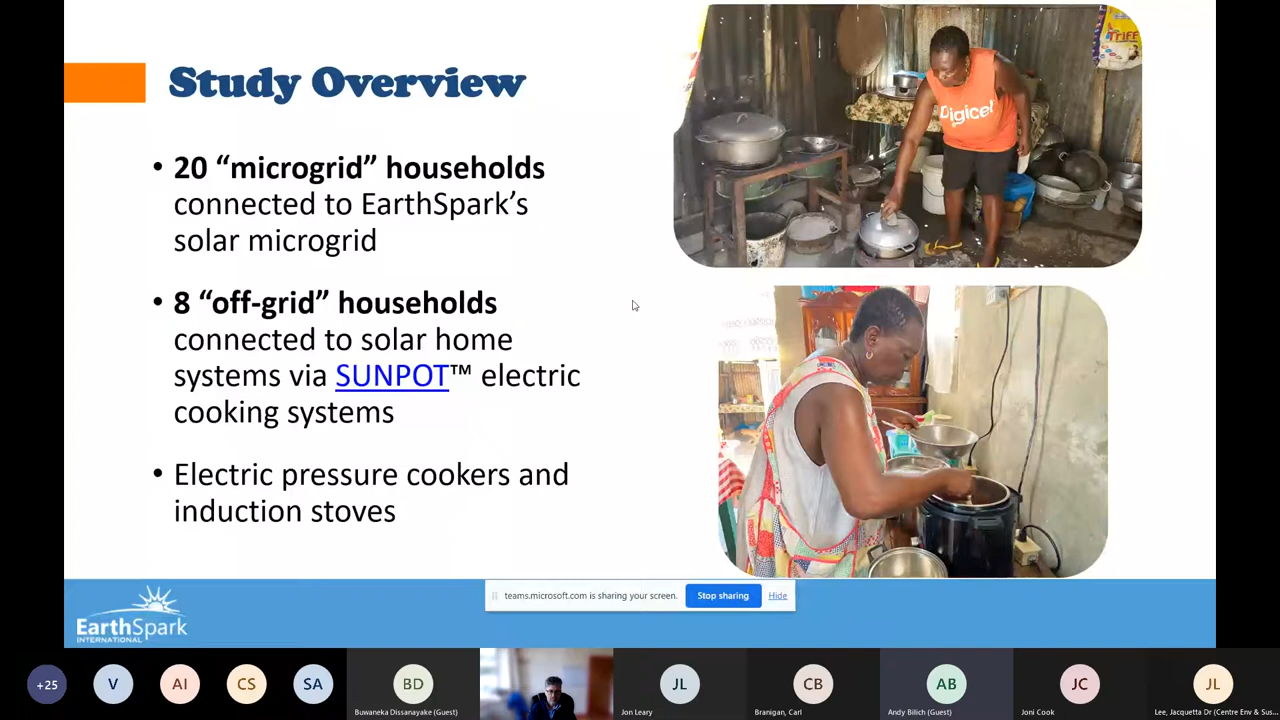 Study Overview
• 20 “microgrid” households
connected to EarthSpark’s
solar microgrid
• 8 “off-grid” households
connected to solar home
systems via SUNPOT™ electric
cooking systems
• Electric pressure cookers and
induction stoves
Digicel
TRIFF
EarthSpark
INTERNATIONAL
teams.microsoft.com is sharing your screen.
Stop sharing
Hide
+25
V
AI
CS
SA
BD
JL
CB
AB
JC
JL
Buwaneka Dissanayake (Guest)
Jon Leary
Branigan, Carl
Andy Bilich (Guest)
Joni Cook
Lee, Jacquetta Dr (Centre Env & Sus...